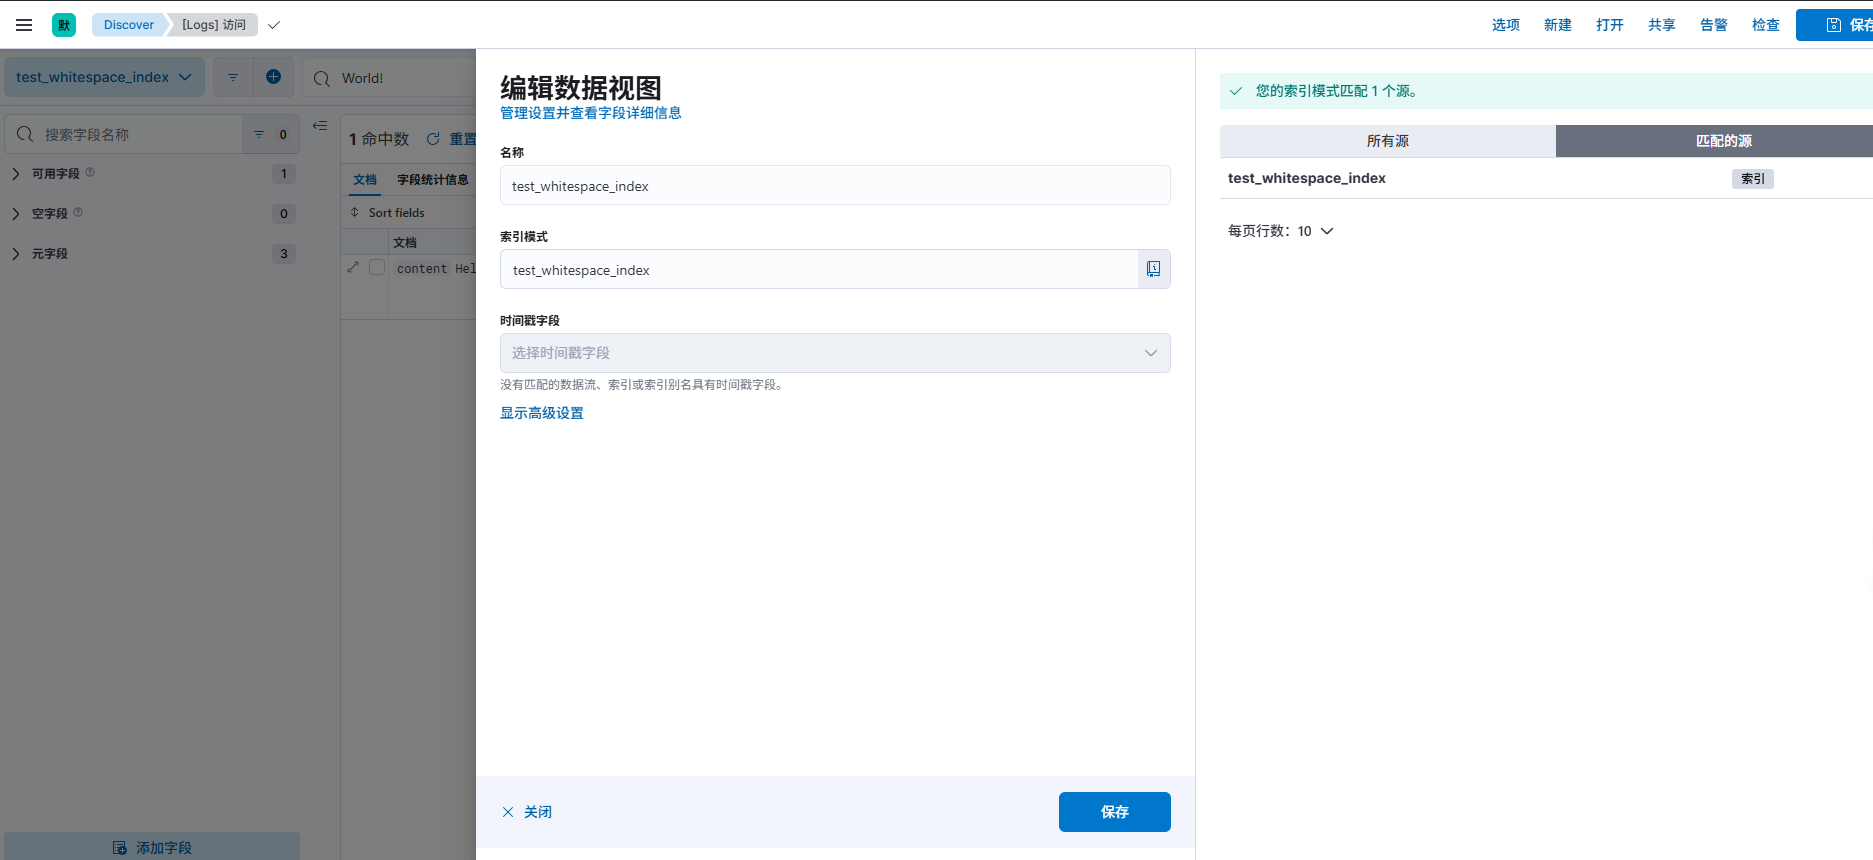 默 Discover [Logs] 访问 选项 新建 打开 共享 告警 检查 保存
test_whitespace_index World!
搜索字段名称 0
可用字段 1
空字段 0
元字段 3
添加字段
1 命中数 重置
文档 字段统计信息
Sort fields
文档
content Hel
编辑数据视图
管理设置并查看字段详细信息
名称
test_whitespace_index
索引模式
test_whitespace_index
时间戳字段
选择时间戳字段
没有匹配的数据流、索引或索引别名具有时间戳字段。
显示高级设置
关闭 保存
您的索引模式匹配 1 个源。
所有源 匹配的源
test_whitespace_index 索引
每页行数: 10